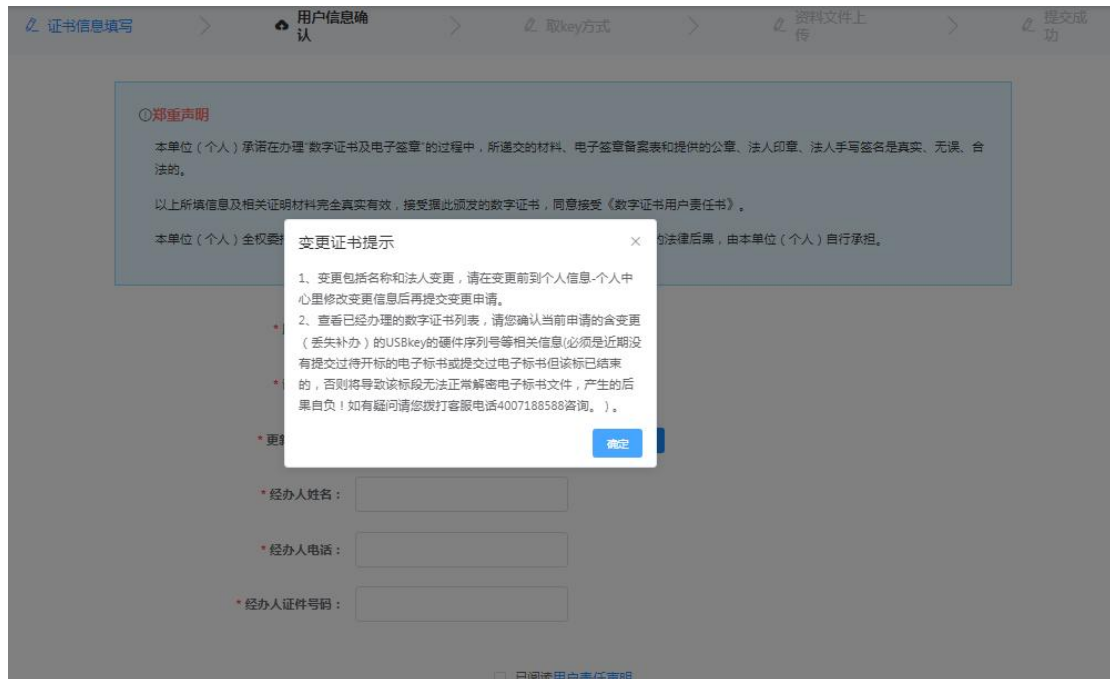 证书信息填写
用户信息确
认
取key方式
资料文件上
传
提交成
功
郑重声明
本单位（个人）承诺在办理“数字证书及电子签章”的过程中，所递交的材料、电子签章备案表和提供的公章、法人印章、法人手写签名是真实、无误、合
法的。
以上所填信息及相关证明材料完全真实有效，接受据此颁发的数字证书，同意接受《数字证书用户责任书》。
本单位（个人）全权委
的法律后果，由本单位（个人）自行承担。
变更证书提示
1、变更包括名称和法人变更，请在变更前到个人信息-个人中
心里修改变更信息后再提交变更申请。
2、查看已经办理的数字证书列表，请您确认当前申请的含变更
（丢失补办）的USBkey的硬件序列号等相关信息(必须是近期没
有提交过待开标的电子标书或提交过电子标书但该标已结束
的，否则将导致该标段无法正常解密电子标书文件，产生的后
果自负！如有疑问请您拨打客服电话4007188588咨询。）。
确定
* 更新
* 经办人姓名：
* 经办人电话：
* 经办人证件号码：
已阅读用户责任声明